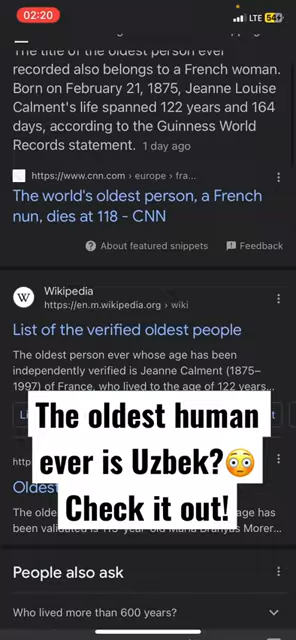 02:20
LTE 54
The title of the oldest person ever
recorded also belongs to a French woman.
Born on February 21, 1875, Jeanne Louise
Calment's life spanned 122 years and 164
days, according to the Guinness World
Records statement. 1 day ago
https://www.cnn.com › europe › fra...
The world's oldest person, a French
nun, dies at 118 - CNN
About featured snippets Feedback
Wikipedia
https://en.m.wikipedia.org › wiki
List of the verified oldest people
The oldest person ever whose age has been
independently verified is Jeanne Calment (1875–
1997) of France, who lived to the age of 122 years...
The oldest human
ever is Uzbek?😳
Check it out!
http
Oldest
The olde age has
been validated is 115-year-old Maria Branyas Morer...
People also ask
Who lived more than 600 years?